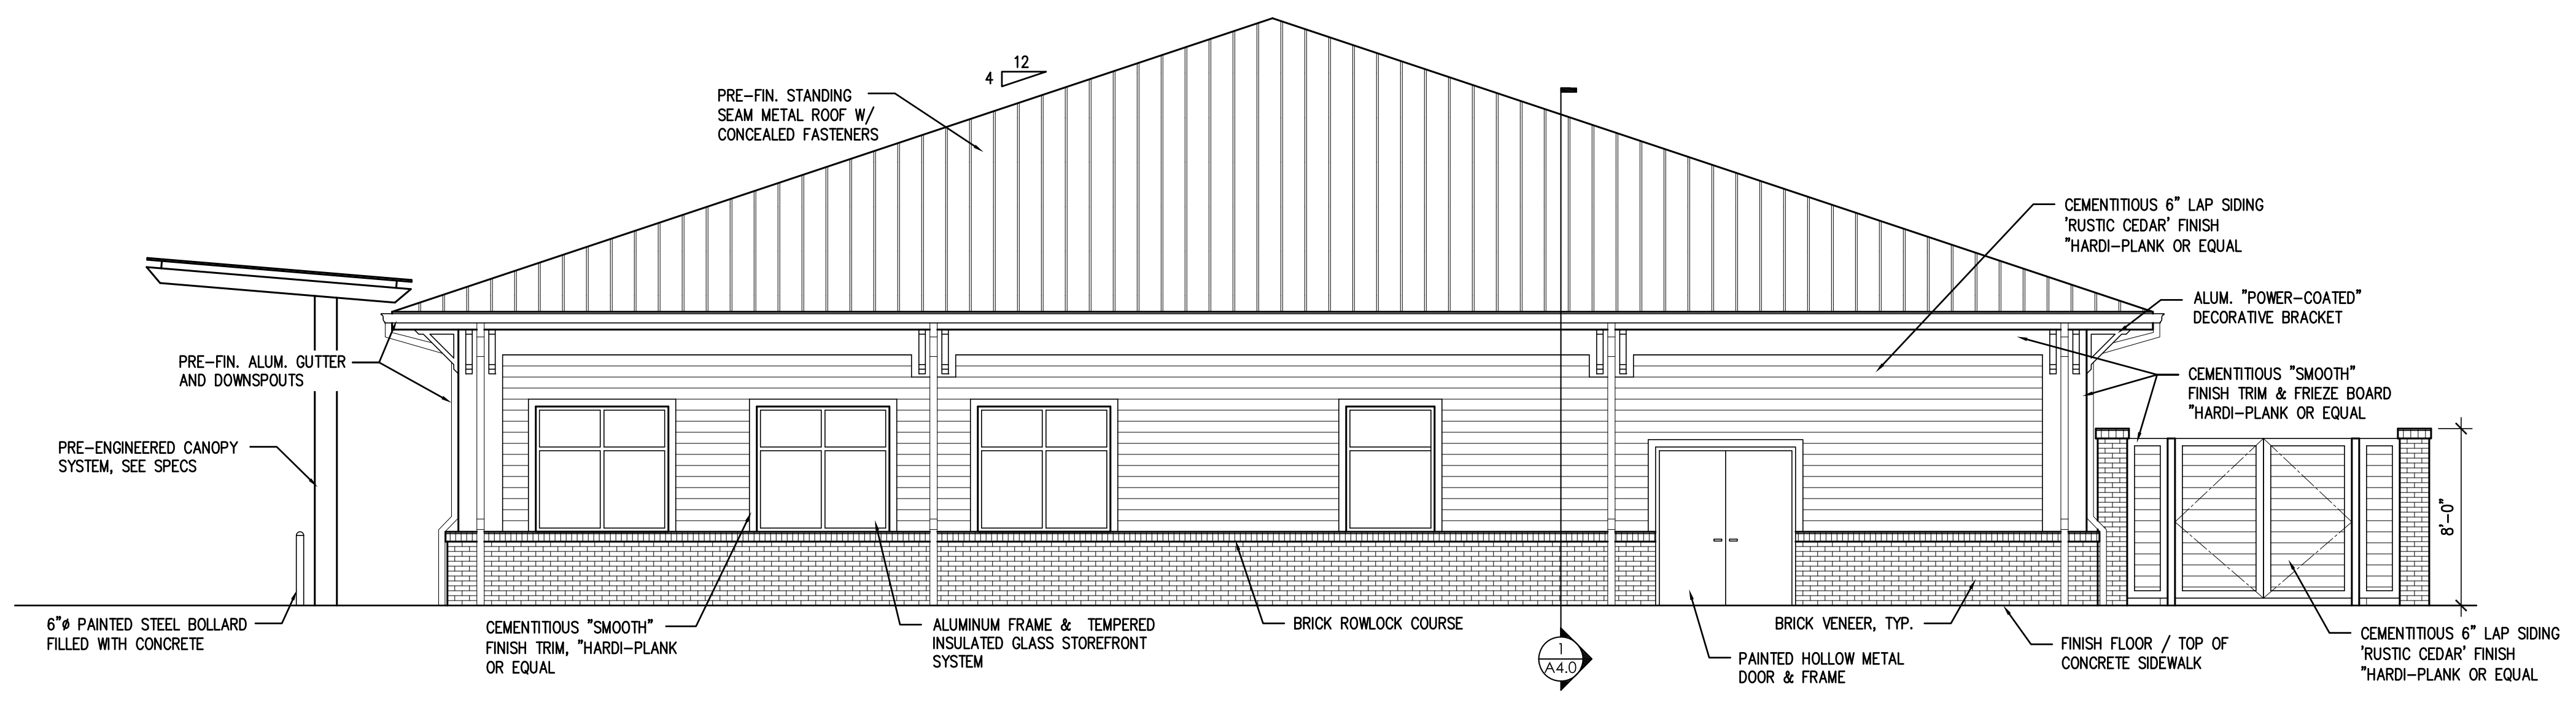 12
4
PRE-FIN. STANDING
SEAM METAL ROOF W/
CONCEALED FASTENERS
CEMENTITIOUS 6" LAP SIDING
'RUSTIC CEDAR' FINISH
"HARDI-PLANK OR EQUAL
ALUM. "POWER-COATED"
DECORATIVE BRACKET
PRE-FIN. ALUM. GUTTER
AND DOWNSPOUTS
CEMENTITIOUS "SMOOTH"
FINISH TRIM & FRIEZE BOARD
"HARDI-PLANK OR EQUAL
PRE-ENGINEERED CANOPY
SYSTEM, SEE SPECS
8'-0"
6"ø PAINTED STEEL BOLLARD
FILLED WITH CONCRETE
CEMENTITIOUS "SMOOTH"
FINISH TRIM, "HARDI-PLANK
OR EQUAL
ALUMINUM FRAME & TEMPERED
INSULATED GLASS STOREFRONT
SYSTEM
BRICK ROWLOCK COURSE
1
A4.0
PAINTED HOLLOW METAL
DOOR & FRAME
BRICK VENEER, TYP.
FINISH FLOOR / TOP OF
CONCRETE SIDEWALK
CEMENTITIOUS 6" LAP SIDING
'RUSTIC CEDAR' FINISH
"HARDI-PLANK OR EQUAL